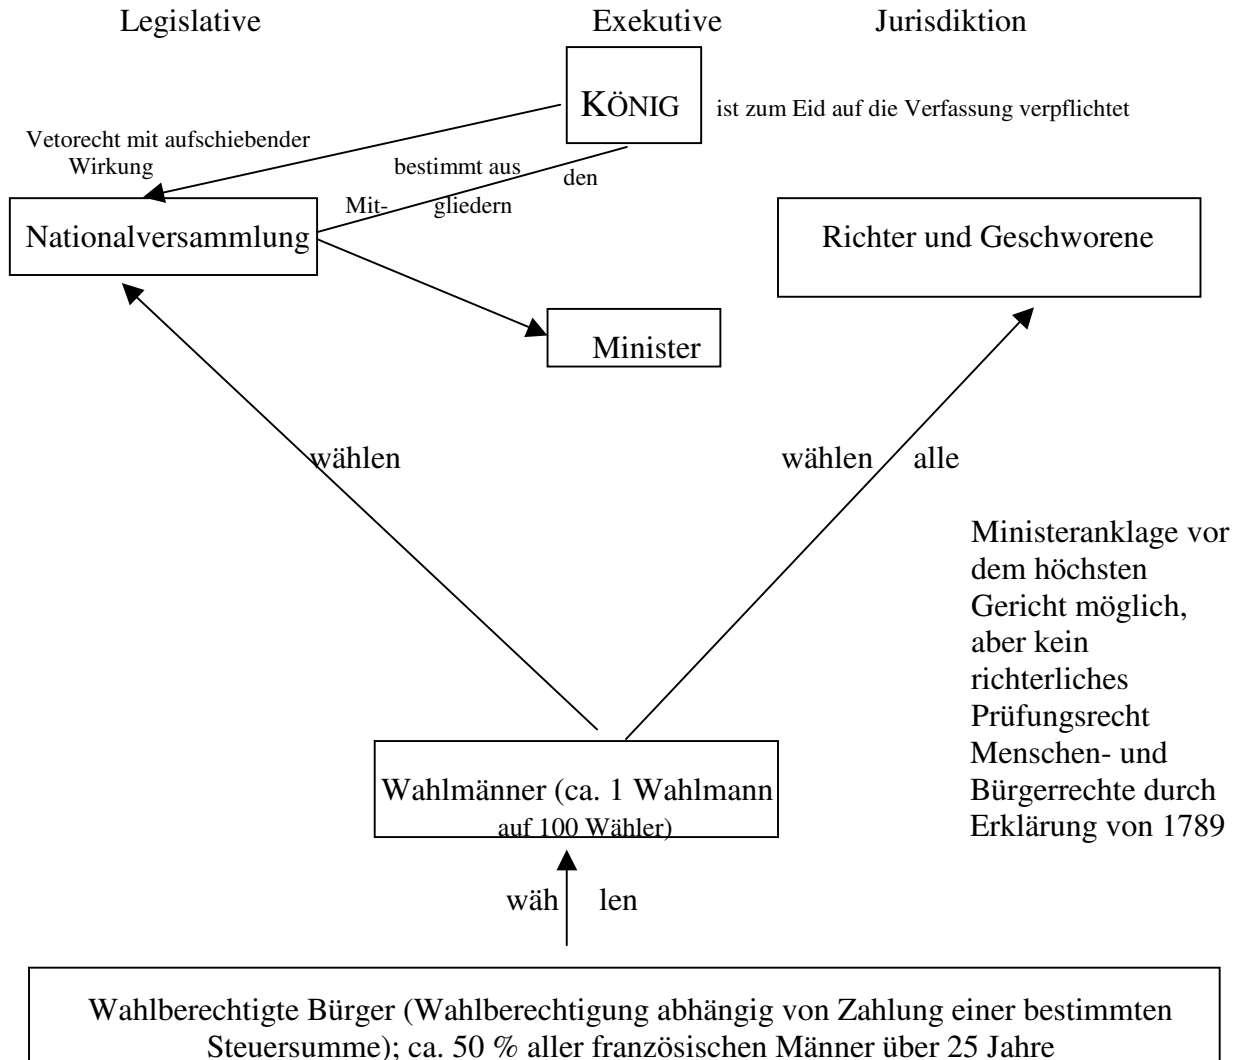 Legislative Exekutive Jurisdiktion
KÖNIG ist zum Eid auf die Verfassung verpflichtet
Vetorecht mit aufschiebender
Wirkung
bestimmt aus den
Mit- gliedern
Nationalversammlung
Richter und Geschworene
Minister
wählen
wählen alle
Ministeranklage vor
dem höchsten
Gericht möglich,
aber kein
richterliches
Prüfungsrecht
Menschen- und
Bürgerrechte durch
Erklärung von 1789
Wahlmänner (ca. 1 Wahlmann
auf 100 Wähler)
wäh len
Wahlberechtigte Bürger (Wahlberechtigung abhängig von Zahlung einer bestimmten
Steuersumme); ca. 50 % aller französischen Männer über 25 Jahre